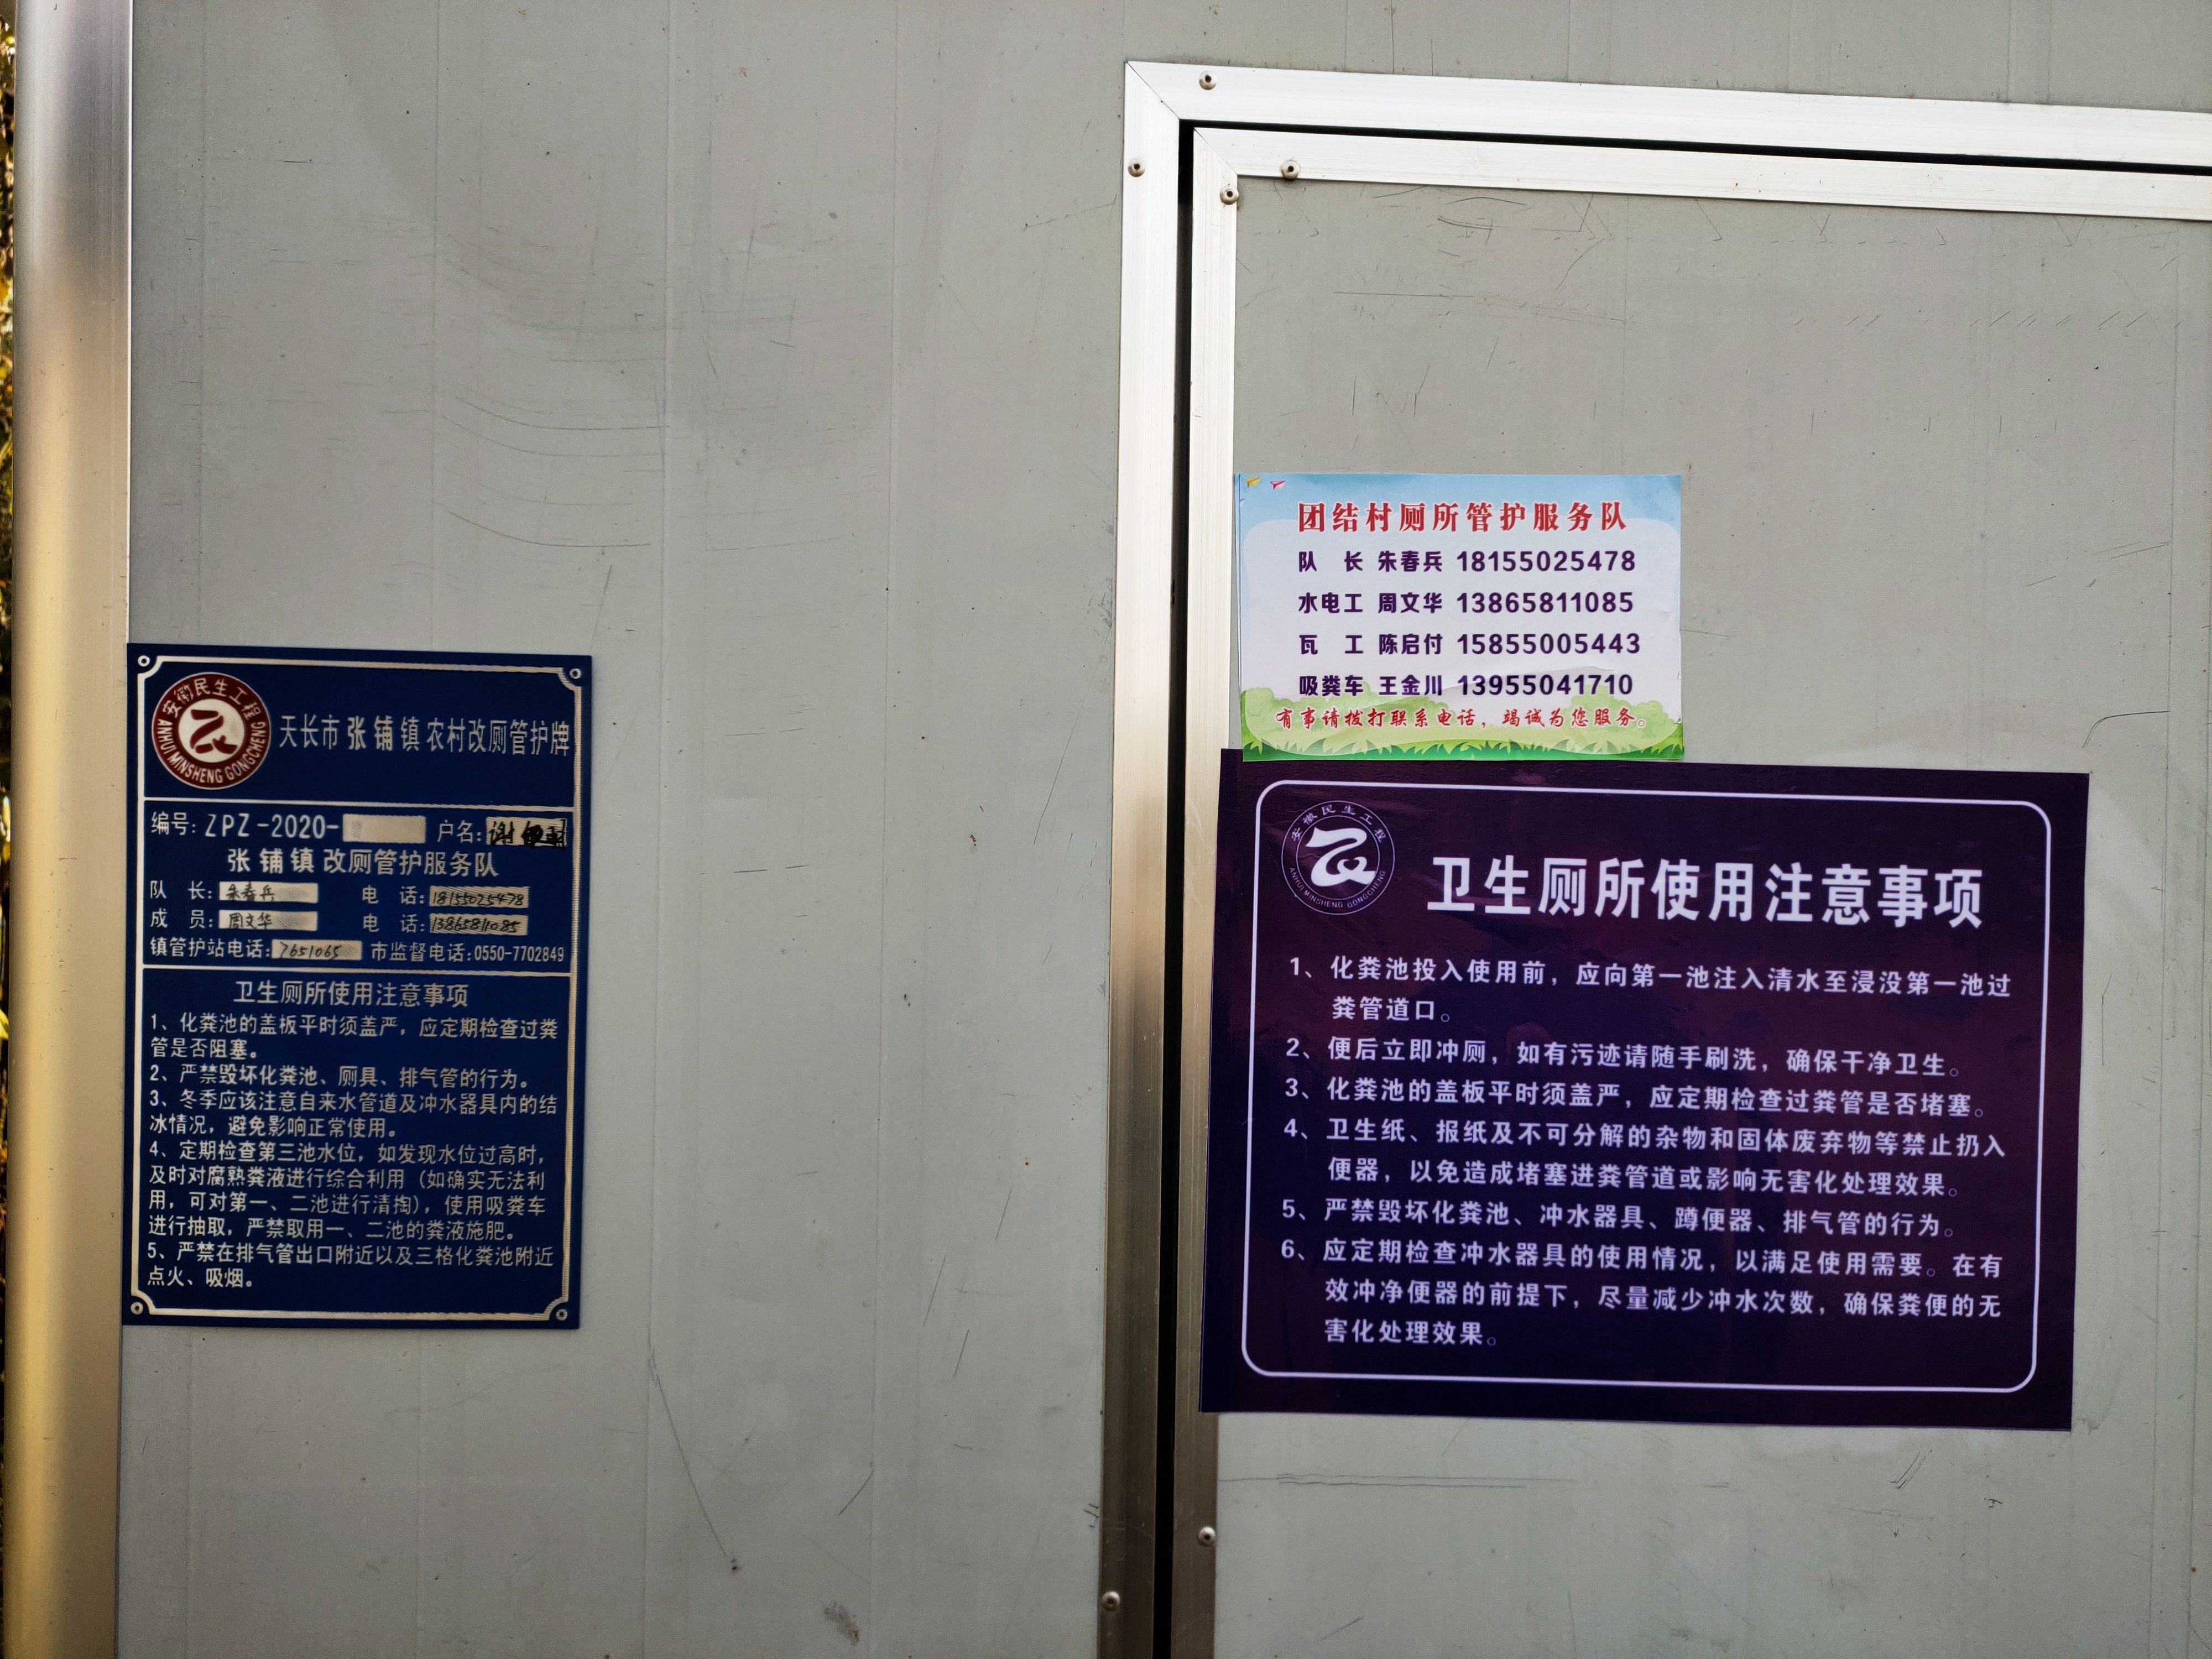 安徽民生工程
ANHUI MINSHENG GONGCHENG
天长市 张铺镇 农村改厕管护牌
编号: ZPZ-2020- 户名: 谢
张铺镇 改厕管护服务队
队 长: 朱春兵 电 话: 18155025478
成 员: 周文华 电 话: 13865811085
镇管护站电话: 7651065 市监督电话:0550-7702849
卫生厕所使用注意事项
1、化粪池的盖板平时须盖严，应定期检查过粪
管是否阻塞。
2、严禁毁坏化粪池、厕具、排气管的行为。
3、冬季应该注意自来水管道及冲水器具内的结
冰情况，避免影响正常使用。
4、定期检查第三池水位，如发现水位过高时，
及时对腐熟粪液进行综合利用（如确实无法利
用，可对第一、二池进行清掏），使用吸粪车
进行抽取，严禁取用一、二池的粪液施肥。
5、严禁在排气管出口附近以及三格化粪池附近
点火、吸烟。
团结村厕所管护服务队
队 长 朱春兵 18155025478
水电工 周文华 13865811085
瓦 工 陈启付 15855005443
吸粪车 王金川 13955041710
有事请拨打联系电话，竭诚为您服务。
安徽民生工程
ANHUI MINSHENG GONGCHENG
卫生厕所使用注意事项
1、化粪池投入使用前，应向第一池注入清水至浸没第一池过
粪管道口。
2、便后立即冲厕，如有污迹请随手刷洗，确保干净卫生。
3、化粪池的盖板平时须盖严，应定期检查过粪管是否堵塞。
4、卫生纸、报纸及不可分解的杂物和固体废弃物等禁止扔入
便器，以免造成堵塞进粪管道或影响无害化处理效果。
5、严禁毁坏化粪池、冲水器具、蹲便器、排气管的行为。
6、应定期检查冲水器具的使用情况，以满足使用需要。在有
效冲净便器的前提下，尽量减少冲水次数，确保粪便的无
害化处理效果。